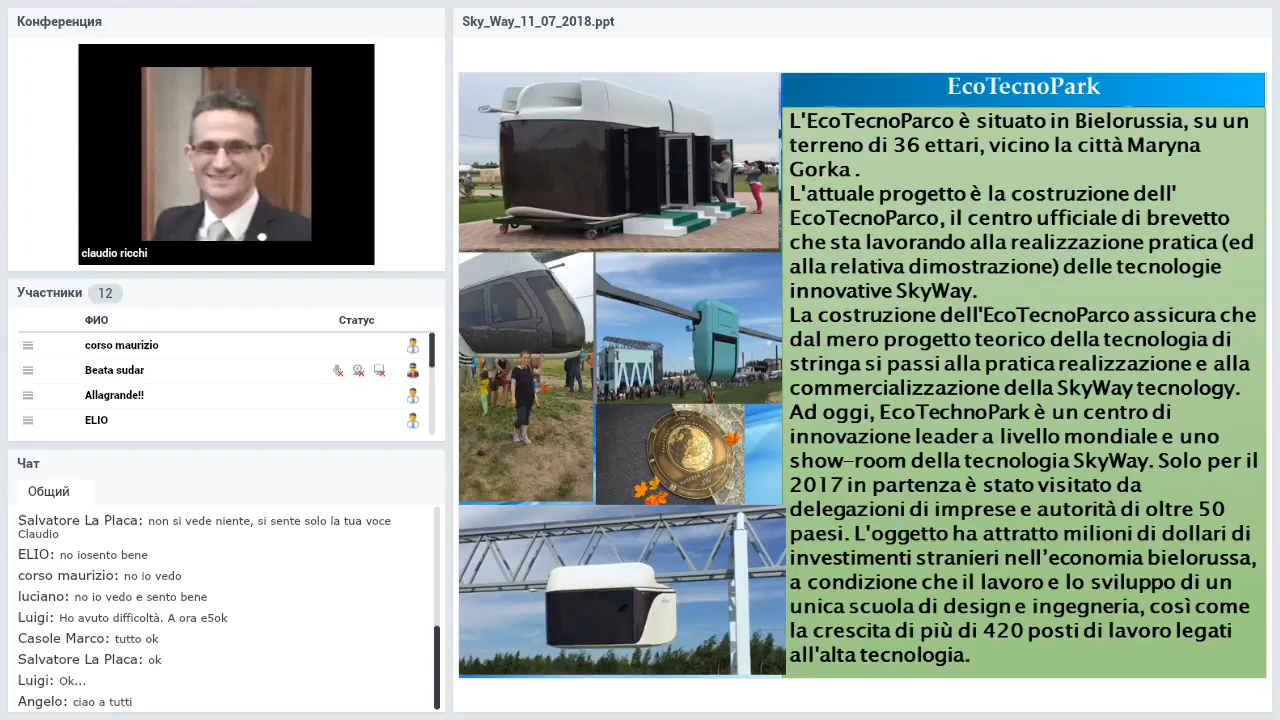 Конференция
claudio ricchi
Участники 12
ФИО Статус
corso maurizio
Beata sudar
Allagrande!!
ELIO
Чат
Общий
Salvatore La Placa: non si vede niente, si sente solo la tua voce
Claudio
ELIO: no iosento bene
corso maurizio: no io vedo
luciano: no io vedo e sento bene
Luigi: Ho avuto difficoltà. A ora e5ok
Casole Marco: tutto ok
Salvatore La Placa: ok
Luigi: Ok...
Angelo: ciao a tutti
Sky_Way_11_07_2018.ppt
EcoTecnoPark
L'EcoTecnoParco è situato in Bielorussia, su un
terreno di 36 ettari, vicino la città Maryna
Gorka .
L'attuale progetto è la costruzione dell'
EcoTecnoParco, il centro ufficiale di brevetto
che sta lavorando alla realizzazione pratica (ed
alla relativa dimostrazione) delle tecnologie
innovative SkyWay.
La costruzione dell'EcoTecnoParco assicura che
dal mero progetto teorico della tecnologia di
stringa si passi alla pratica realizzazione e alla
commercializzazione della SkyWay tecnology.
Ad oggi, EcoTechnoPark è un centro di
innovazione leader a livello mondiale e uno
show-room della tecnologia SkyWay. Solo per il
2017 in partenza è stato visitato da
delegazioni di imprese e autorità di oltre 50
paesi. L'oggetto ha attratto milioni di dollari di
investimenti stranieri nell’economia bielorussa,
a condizione che il lavoro e lo sviluppo di un
unica scuola di design e ingegneria, così come
la crescita di più di 420 posti di lavoro legati
all'alta tecnologia.